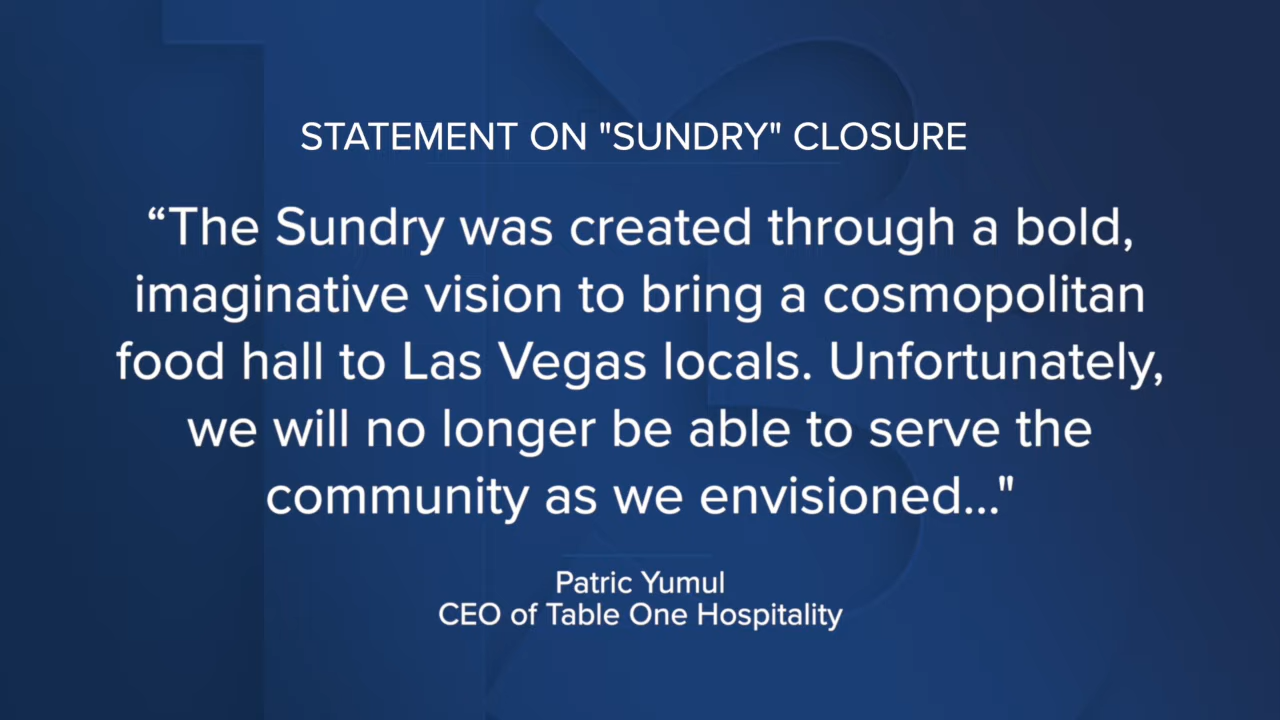 STATEMENT ON "SUNDRY" CLOSURE
“The Sundry was created through a bold,
imaginative vision to bring a cosmopolitan
food hall to Las Vegas locals. Unfortunately,
we will no longer be able to serve the
community as we envisioned..."
Patric Yumul
CEO of Table One Hospitality